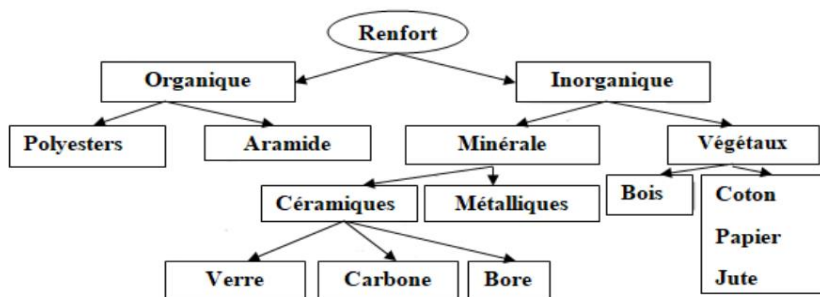 Renfort
Organique
Inorganique
Polyesters
Aramide
Minérale
Végétaux
Céramiques
Métalliques
Bois
Coton
Papier
Jute
Verre
Carbone
Bore